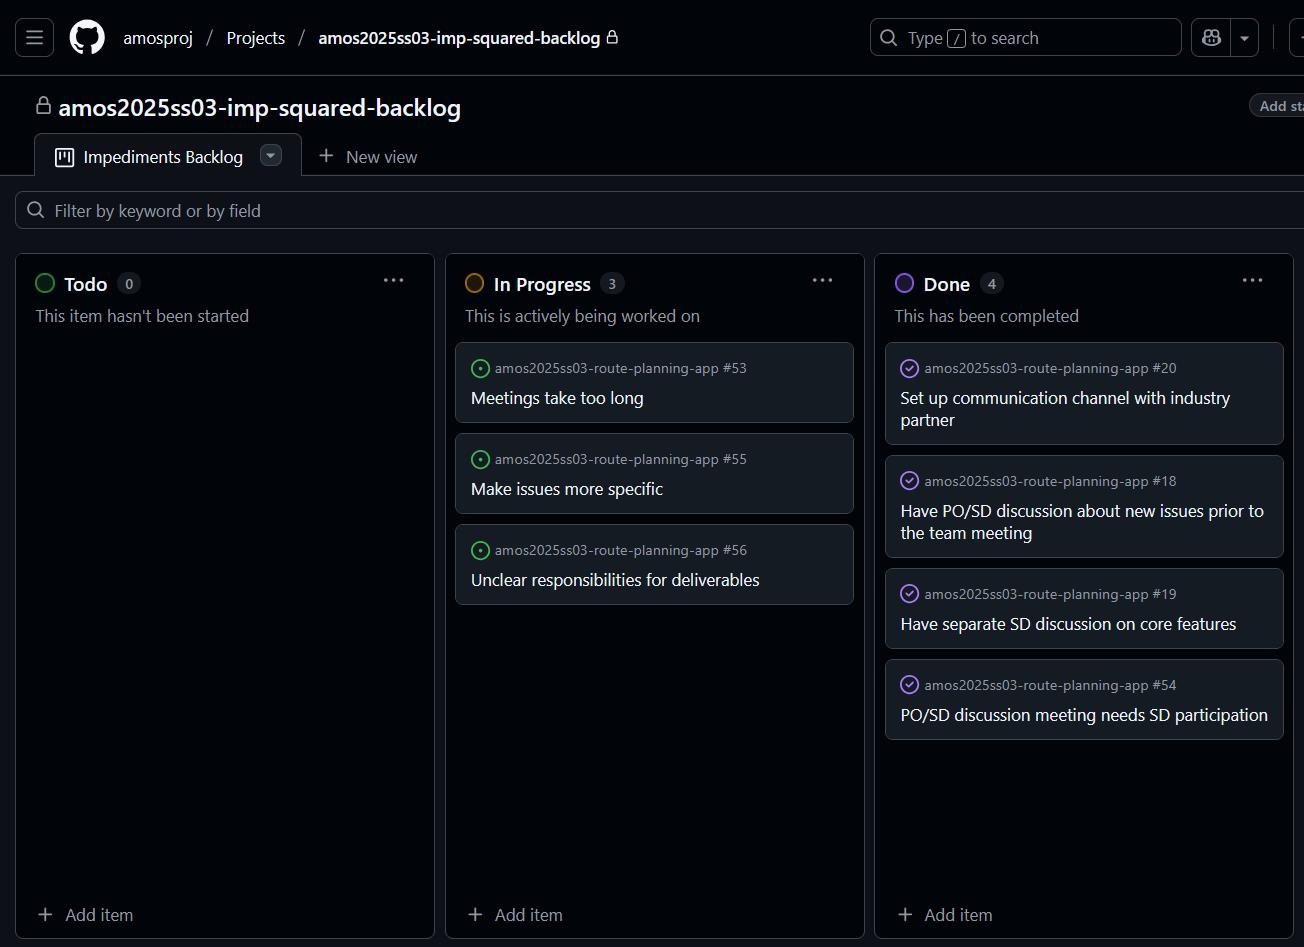 amosproj / Projects / amos2025ss03-imp-squared-backlog
Type / to search
amos2025ss03-imp-squared-backlog
Add sta
Impediments Backlog
New view
Filter by keyword or by field
Todo 0
This item hasn't been started
Add item
In Progress 3
This is actively being worked on
amos2025ss03-route-planning-app #53
Meetings take too long
amos2025ss03-route-planning-app #55
Make issues more specific
amos2025ss03-route-planning-app #56
Unclear responsibilities for deliverables
Add item
Done 4
This has been completed
amos2025ss03-route-planning-app #20
Set up communication channel with industry
partner
amos2025ss03-route-planning-app #18
Have PO/SD discussion about new issues prior to
the team meeting
amos2025ss03-route-planning-app #19
Have separate SD discussion on core features
amos2025ss03-route-planning-app #54
PO/SD discussion meeting needs SD participation
Add item